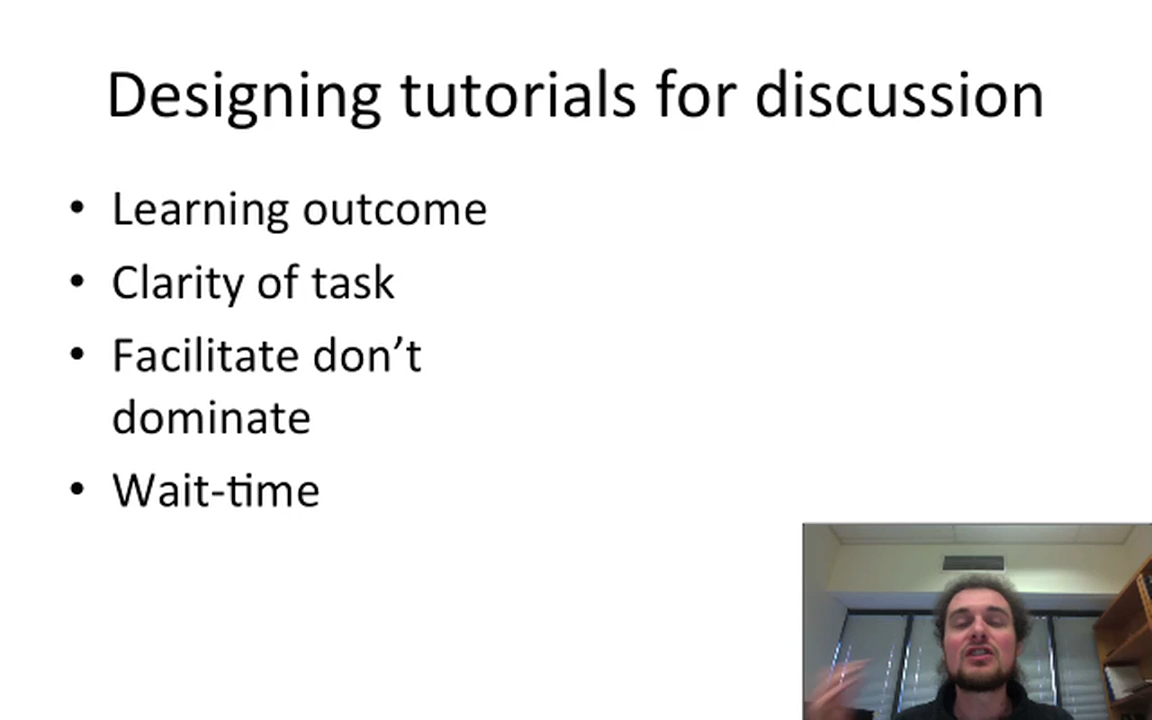 Designing tutorials for discussion
• Learning outcome
• Clarity of task
• Facilitate don’t
dominate
• Wait-time